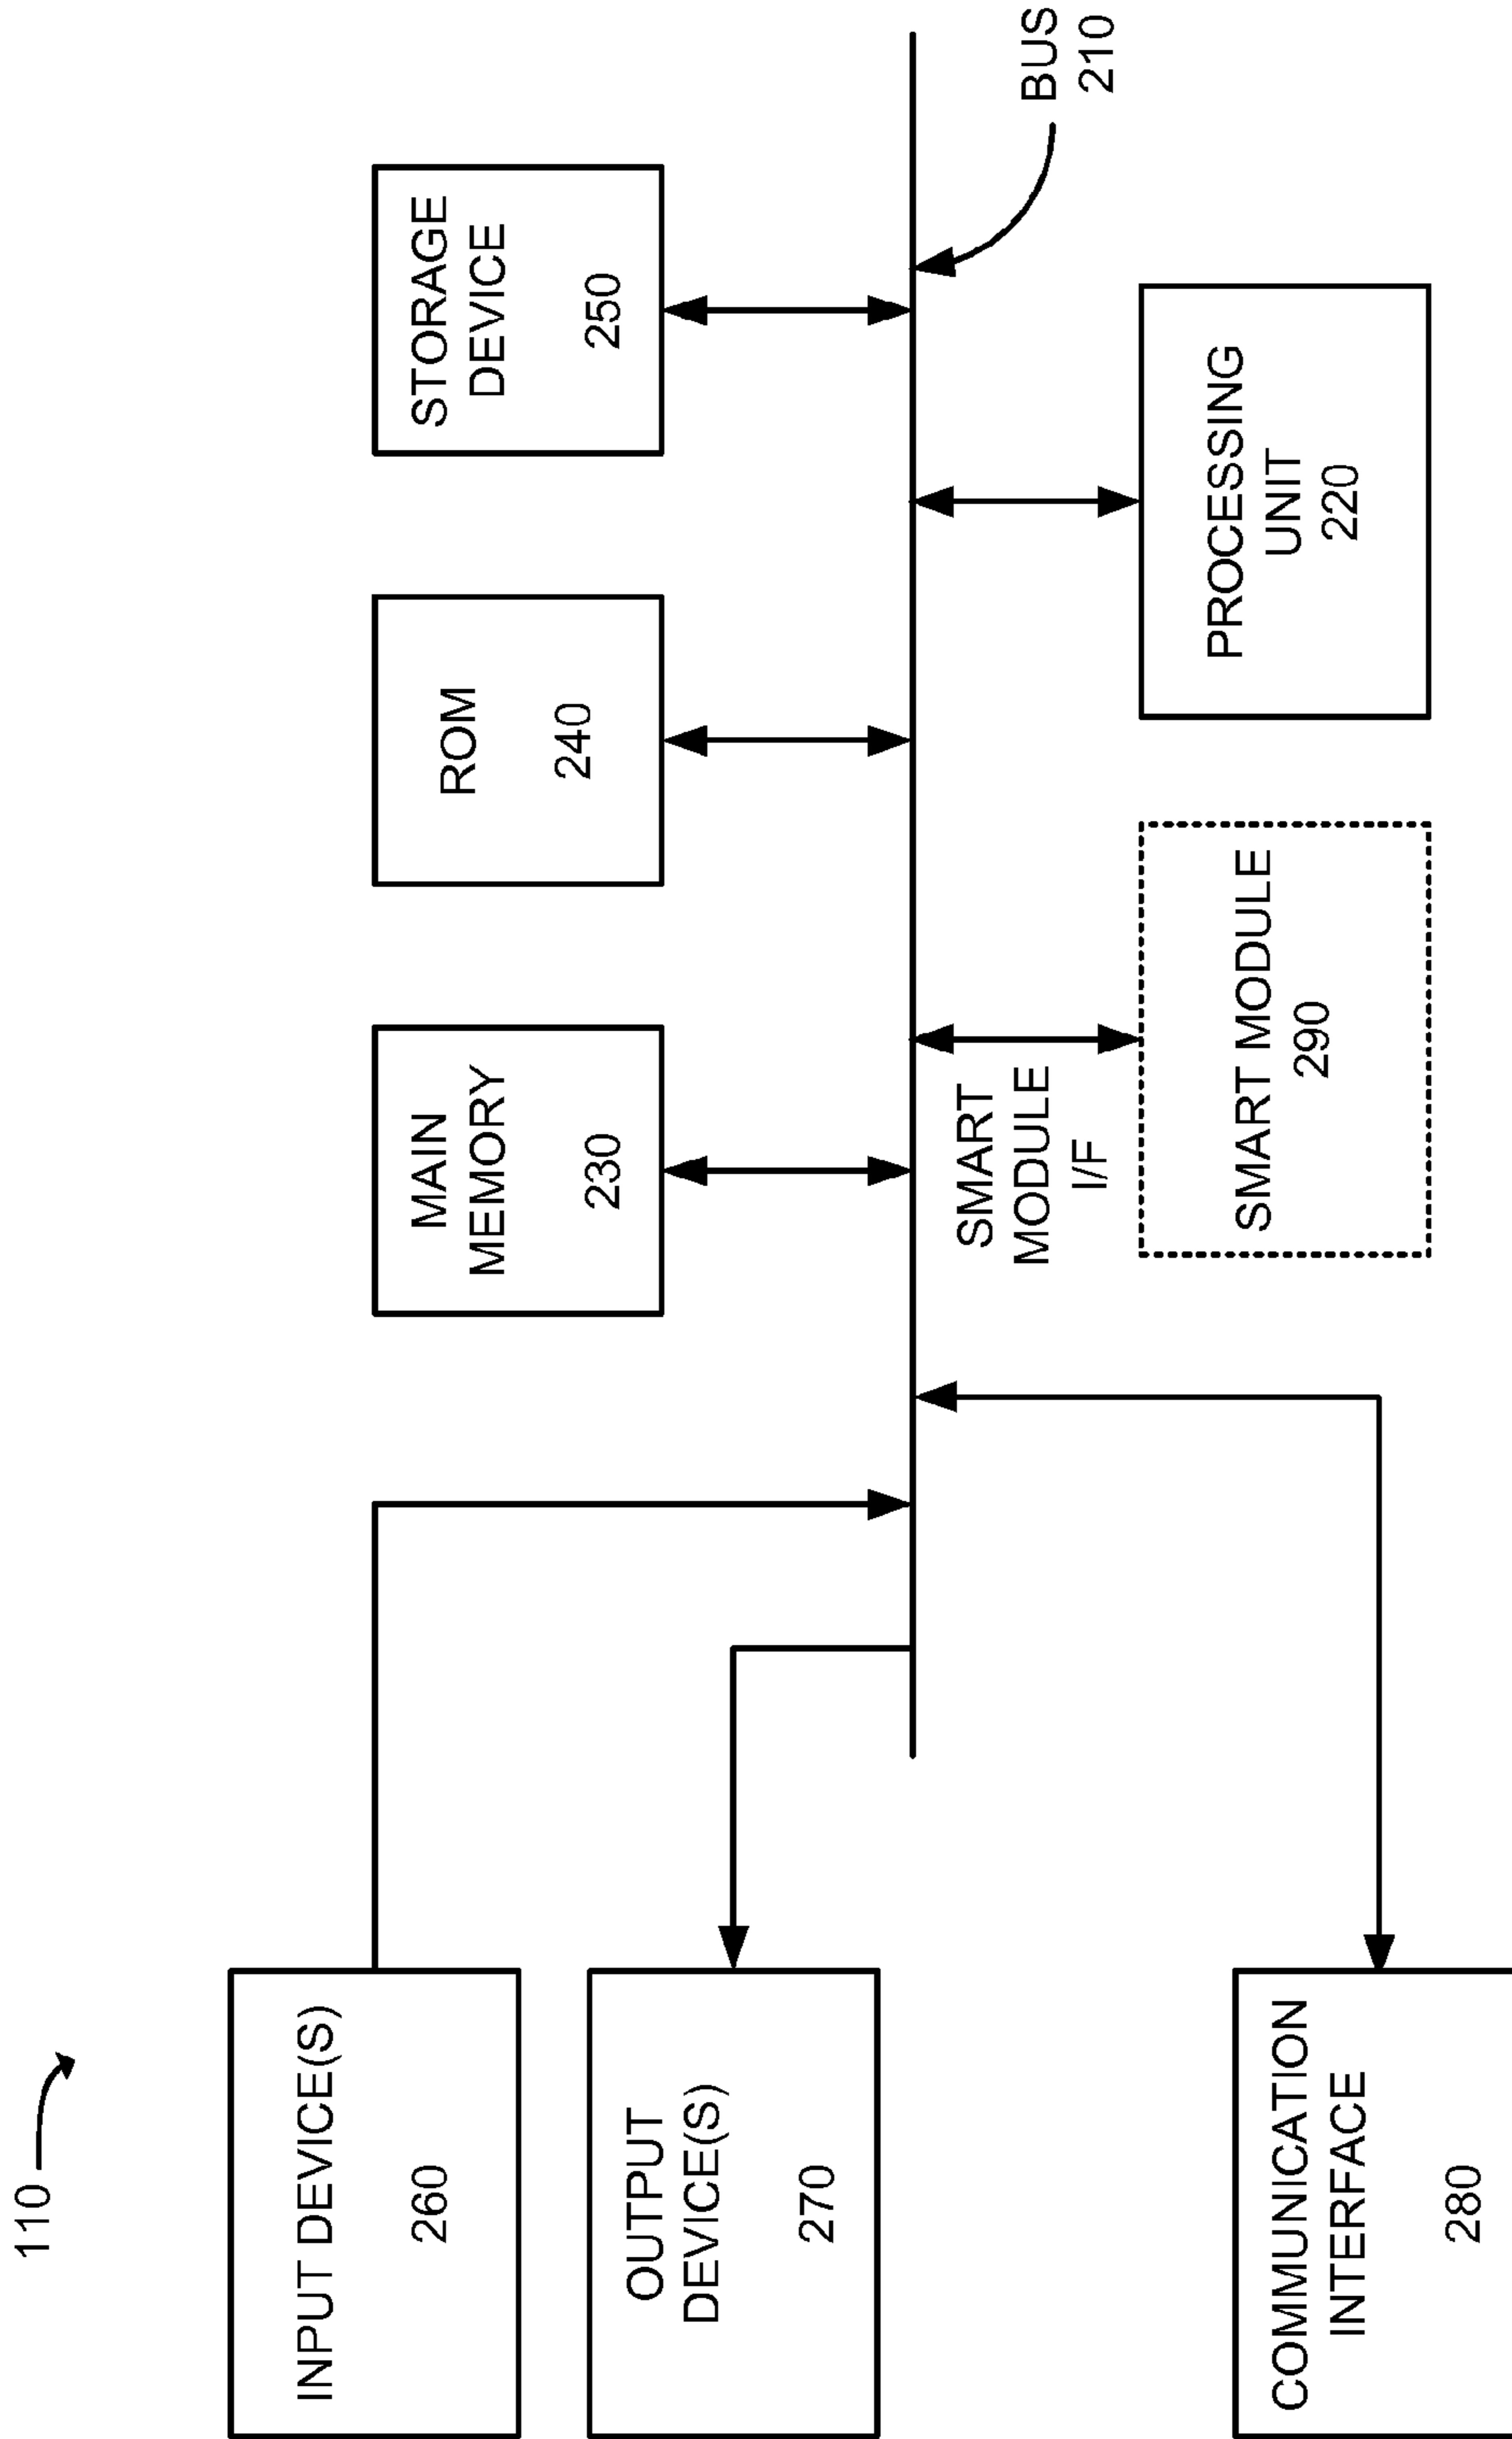 110
INPUT DEVICE(S)
260
OUTPUT
DEVICE(S)
270
COMMUNICATION
INTERFACE
280
MAIN
MEMORY
230
ROM
240
STORAGE
DEVICE
250
SMART
MODULE
I/F
SMART MODULE
290
PROCESSING
UNIT
220
BUS
210